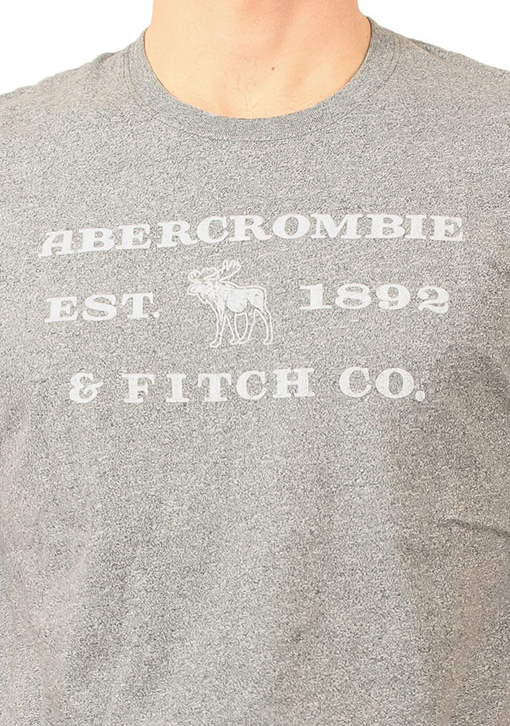 ABERCROMBIE
EST. 1892
& FITCH CO.